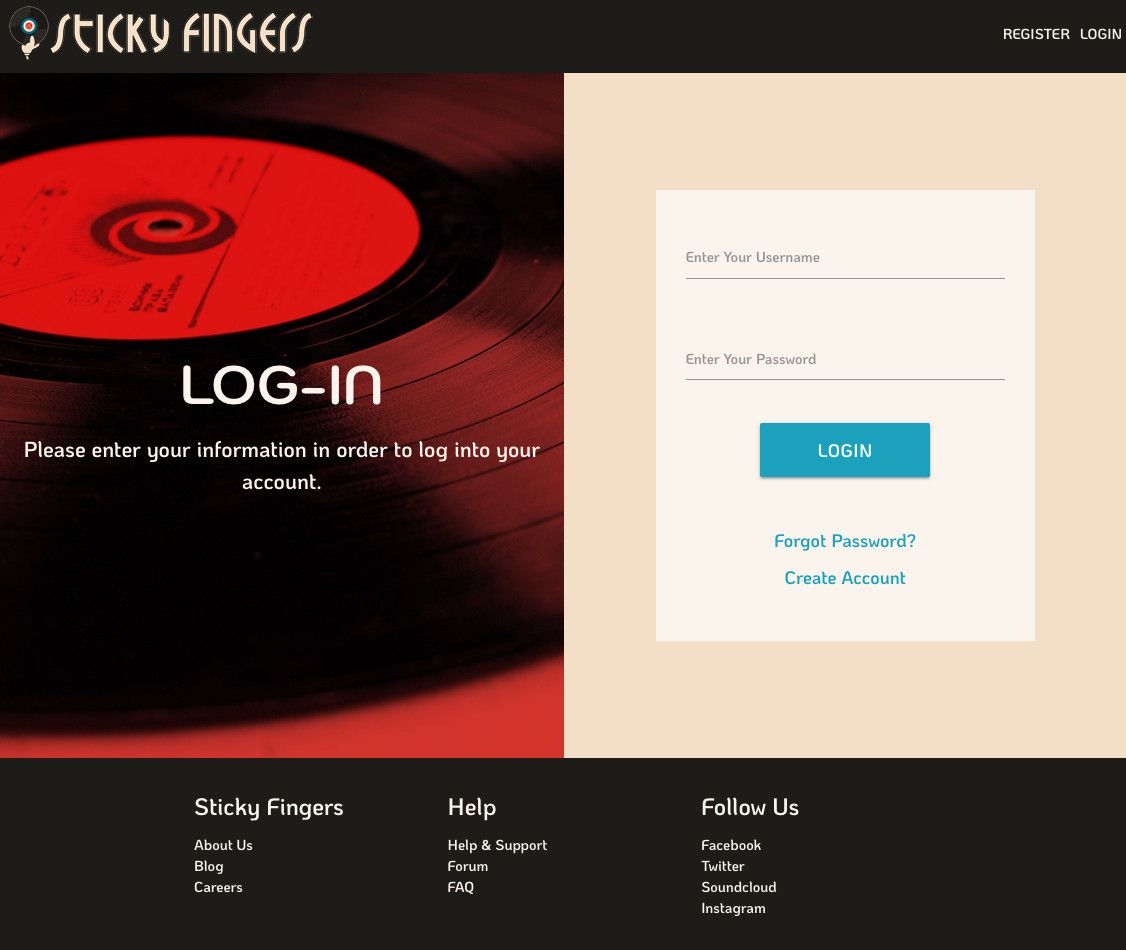 STICKY FINGERS
REGISTER LOGIN
LOG-IN
Please enter your information in order to log into your
account.
Enter Your Username
Enter Your Password
LOGIN
Forgot Password?
Create Account
Sticky Fingers
About Us
Blog
Careers
Help
Help & Support
Forum
FAQ
Follow Us
Facebook
Twitter
Soundcloud
Instagram